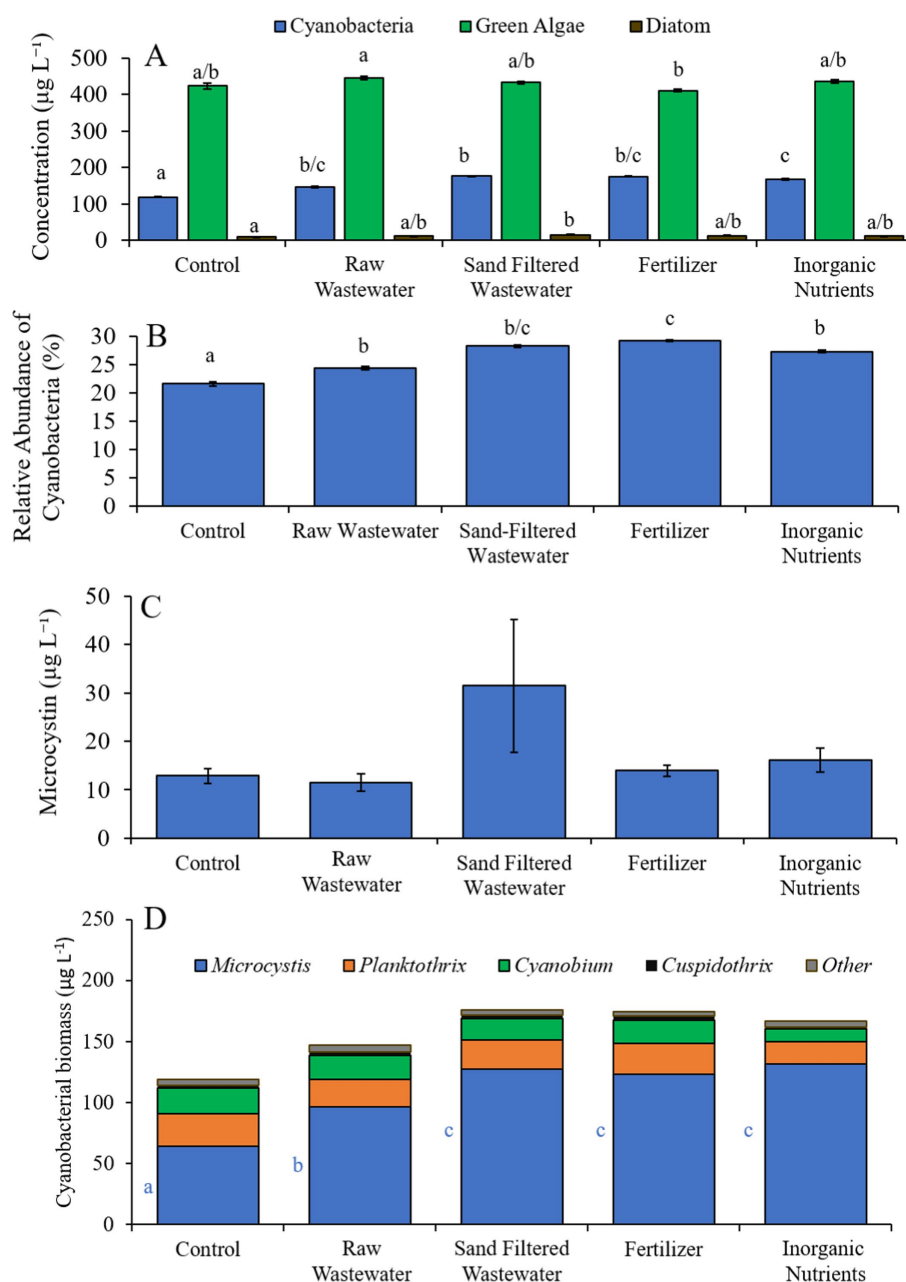 Cyanobacteria Green Algae Diatom
A
Concentration (µg L⁻¹)
500
400
300
200
100
0
a a/b a
b/c a a/b
b a/b b
b/c b a/b
c a/b a/b
Control
Raw
Wastewater
Sand Filtered
Wastewater
Fertilizer
Inorganic
Nutrients
B
Relative Abundance of
Cyanobacteria (%)
30
25
20
15
10
5
0
a b b/c c b
Control
Raw Wastewater
Sand-Filtered
Wastewater
Fertilizer
Inorganic
Nutrients
C
Microcystin (µg L⁻¹)
50
40
30
20
10
0
Control
Raw
Wastewater
Sand Filtered
Wastewater
Fertilizer
Inorganic
Nutrients
D
Cyanobacterial biomass (µg L⁻¹)
250
200
150
100
50
0
Microcystis Planktothrix Cyanobium Cuspidothrix Other
a b c c c
Control
Raw
Wastewater
Sand Filtered
Wastewater
Fertilizer
Inorganic
Nutrients